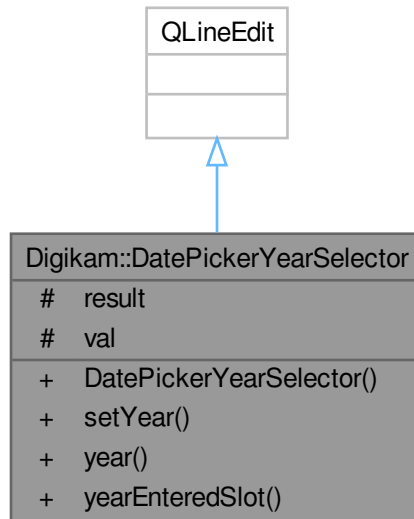 QLineEdit
Digikam::DatePickerYearSelector
# result
# val
+ DatePickerYearSelector()
+ setYear()
+ year()
+ yearEnteredSlot()